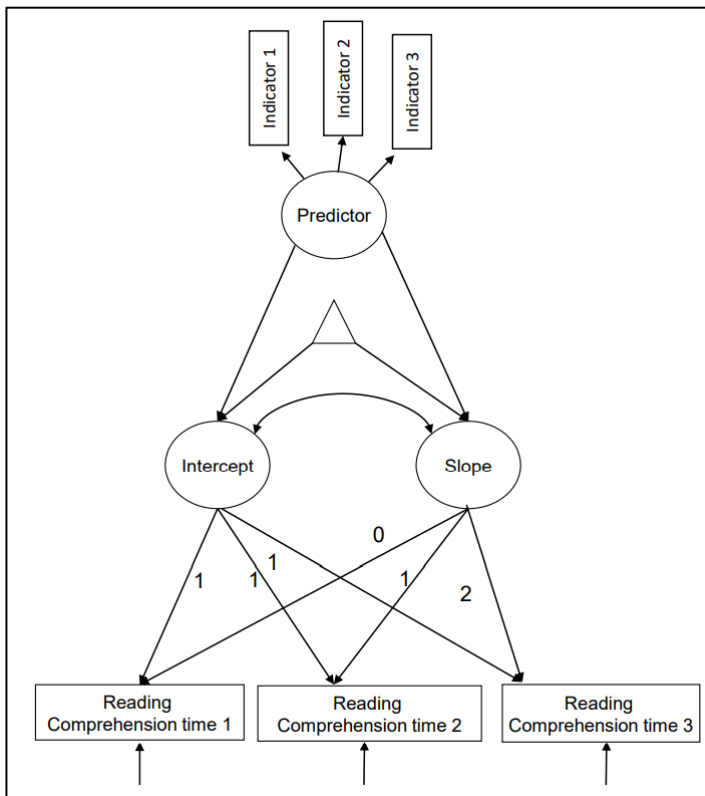 Indicator 1
Indicator 2
Indicator 3
Predictor
Intercept
Slope
0
1
1
1
1
2
Reading
Comprehension time 1
Reading
Comprehension time 2
Reading
Comprehension time 3